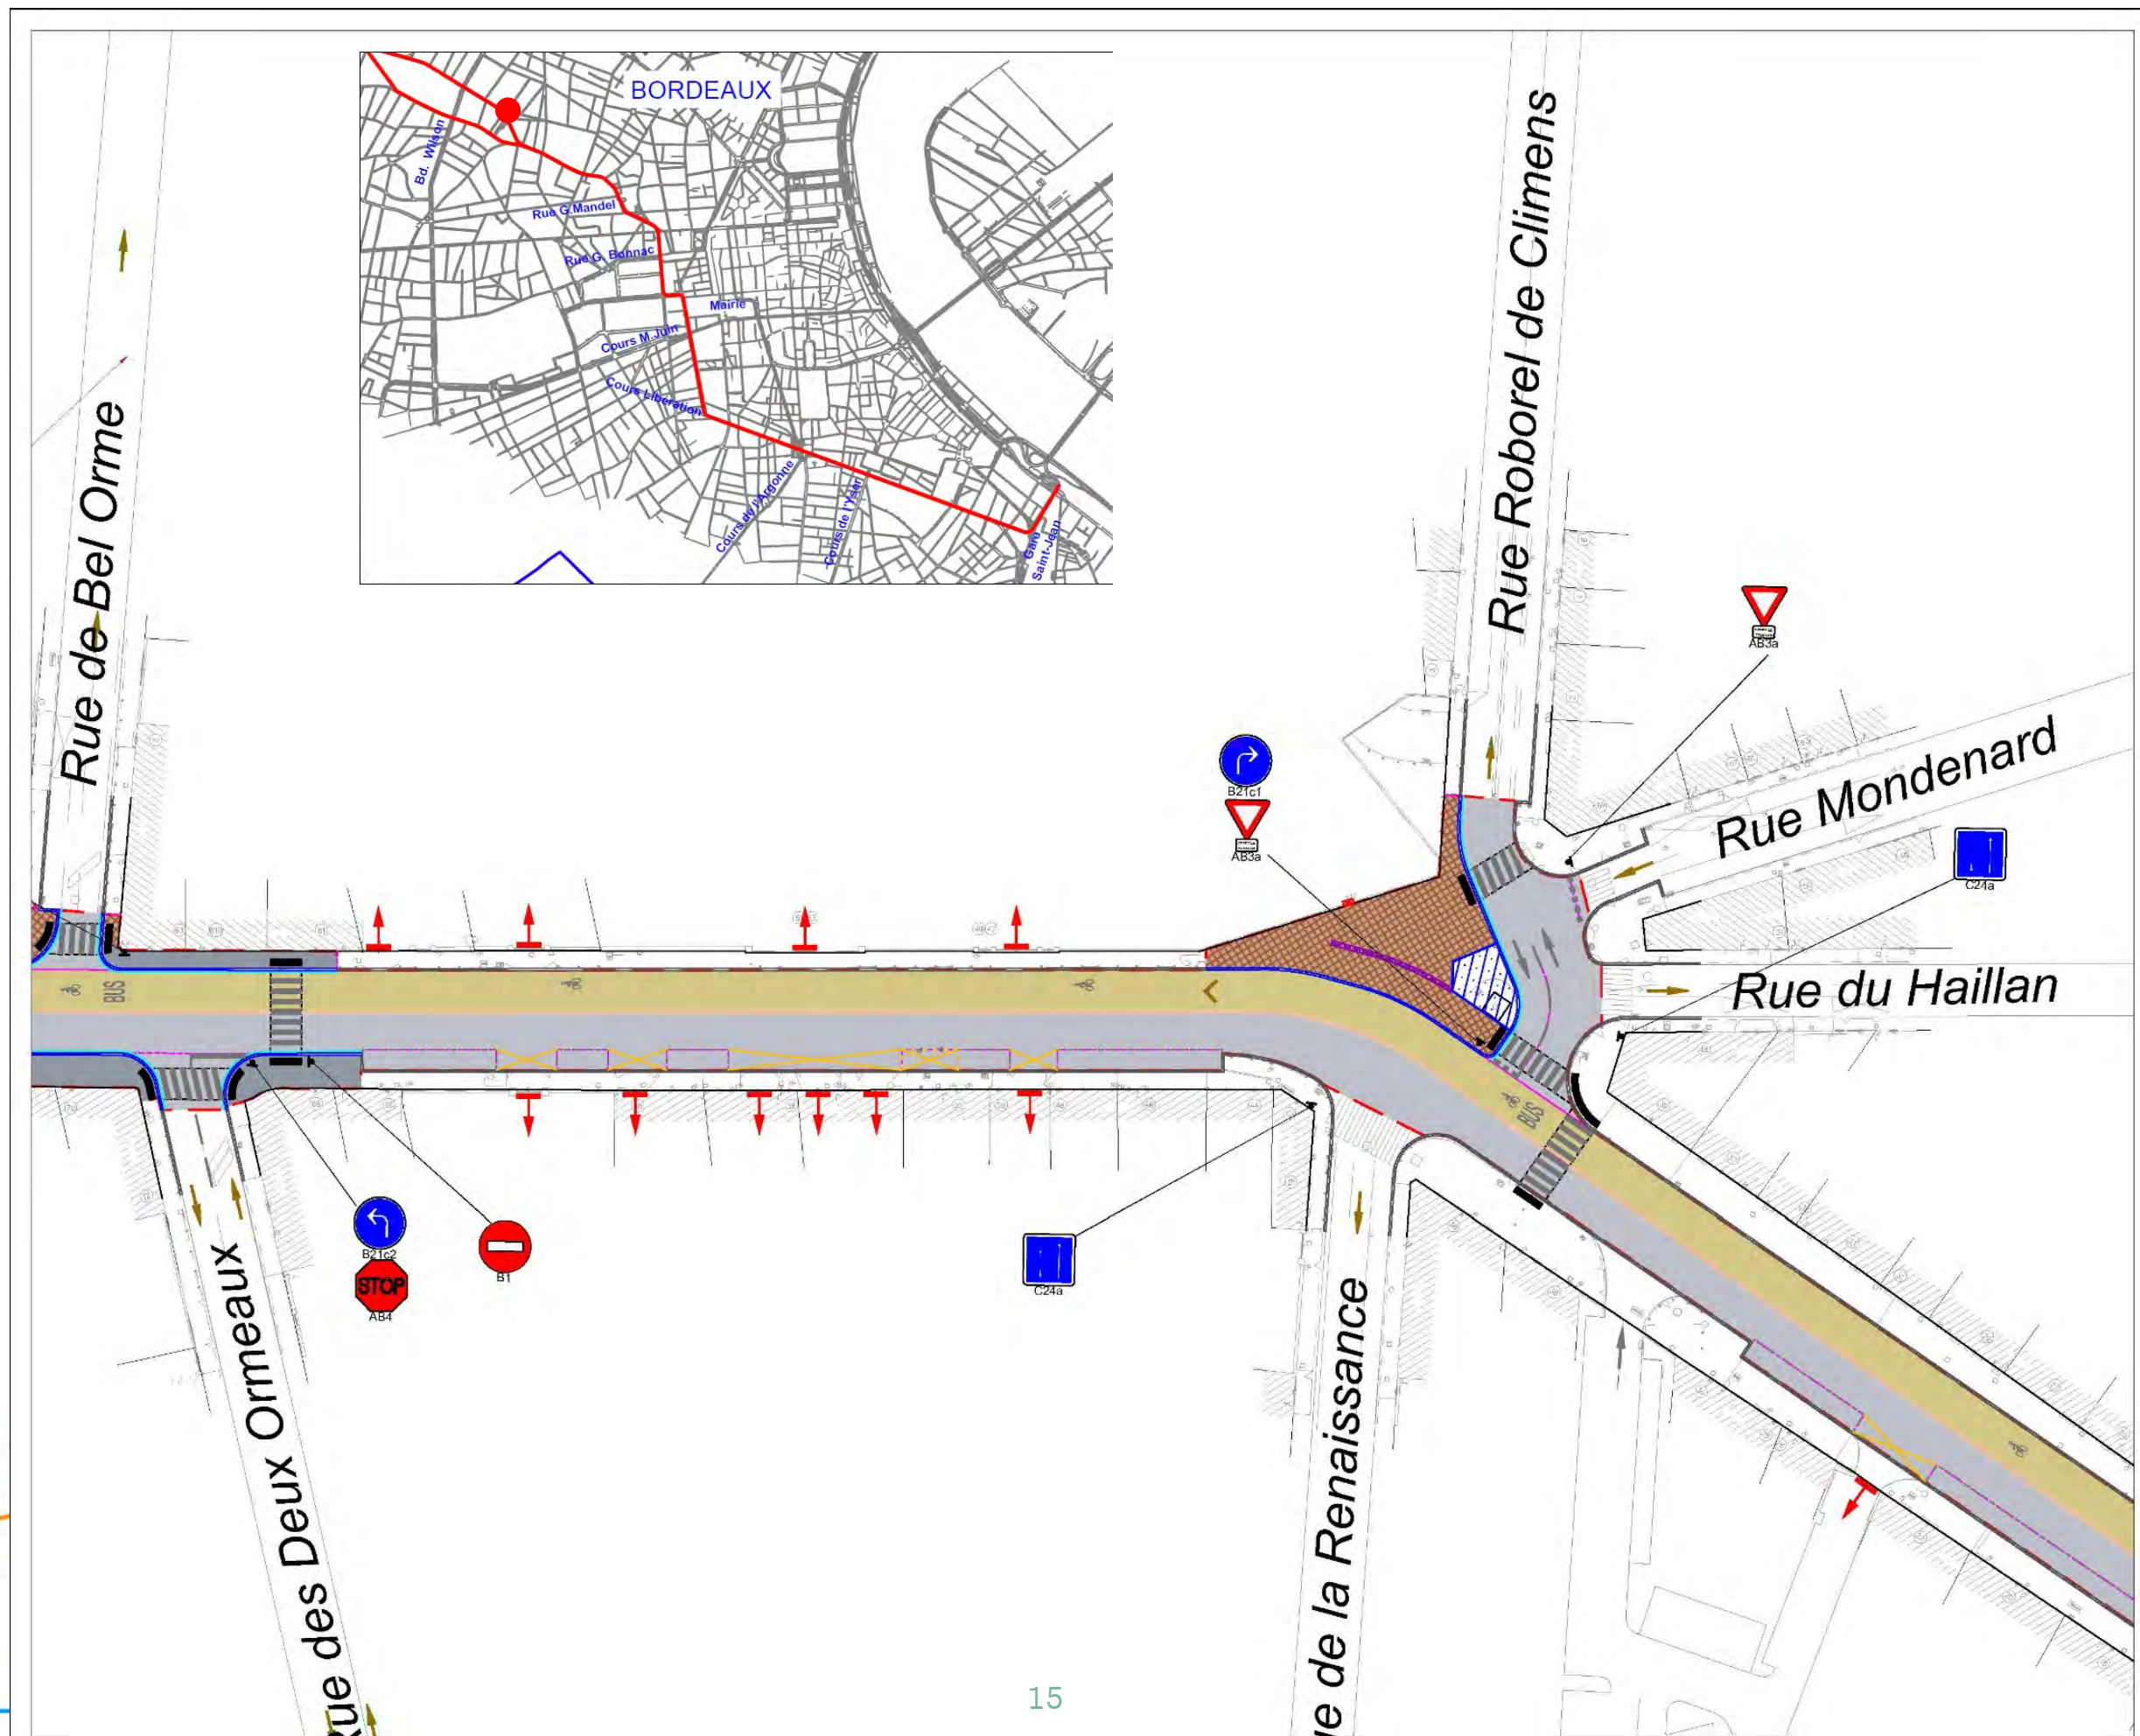 BORDEAUX
Bd. Wilson
Rue G.Mandel
Rue G. Bonnac
Mairie
Cours M.Juin
Cours Libération
Cours de l'Argonne
Cours de l'Yser
Gare
Saint-Jean
Rue de Bel Orme
Rue Roborel de Climens
AB3a
Rue Mondenard
B21c1
AB3a
C24a
Rue du Haillan
BUS
BUS
B21c2
STOP
AB4
B1
C24a
Rue des Deux Ormeaux
ue de la Renaissance
15